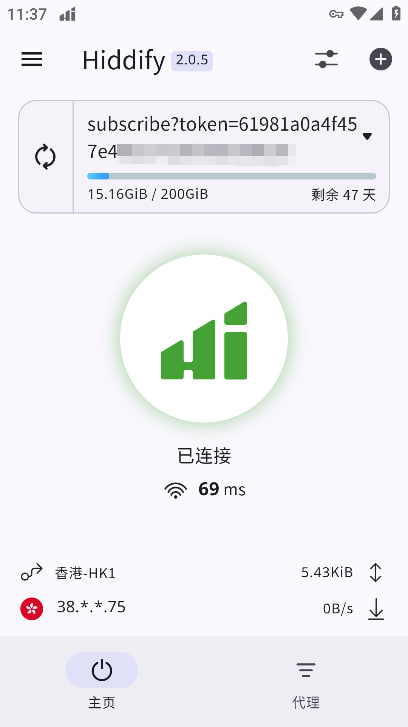 11:37
Hiddify 2.0.5
subscribe?token=61981a0a4f45
7e4
15.16GiB / 200GiB 剩余 47 天
已连接
69 ms
香港-HK1 5.43KiB
38.*.*.75 0B/s
主页 代理